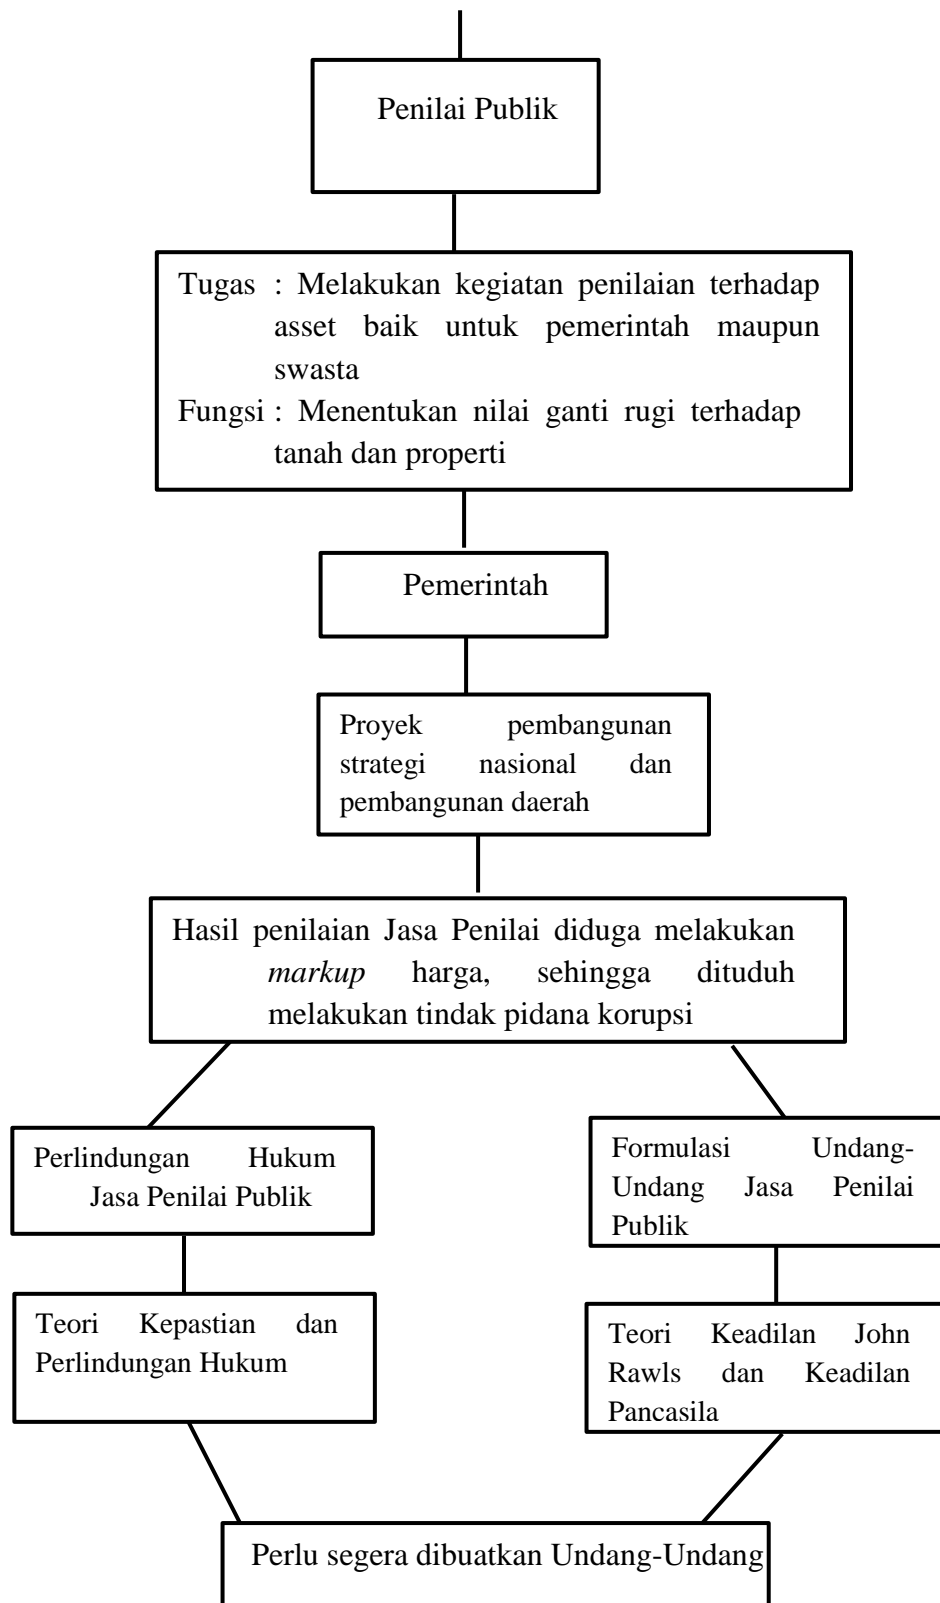 Penilai Publik
Tugas : Melakukan kegiatan penilaian terhadap
asset baik untuk pemerintah maupun
swasta
Fungsi : Menentukan nilai ganti rugi terhadap
tanah dan properti
Pemerintah
Proyek pembangunan
strategi nasional dan
pembangunan daerah
Hasil penilaian Jasa Penilai diduga melakukan
markup harga, sehingga dituduh
melakukan tindak pidana korupsi
Perlindungan Hukum
Jasa Penilai Publik
Formulasi Undang-
Undang Jasa Penilai
Publik
Teori Kepastian dan
Perlindungan Hukum
Teori Keadilan John
Rawls dan Keadilan
Pancasila
Perlu segera dibuatkan Undang-Undang